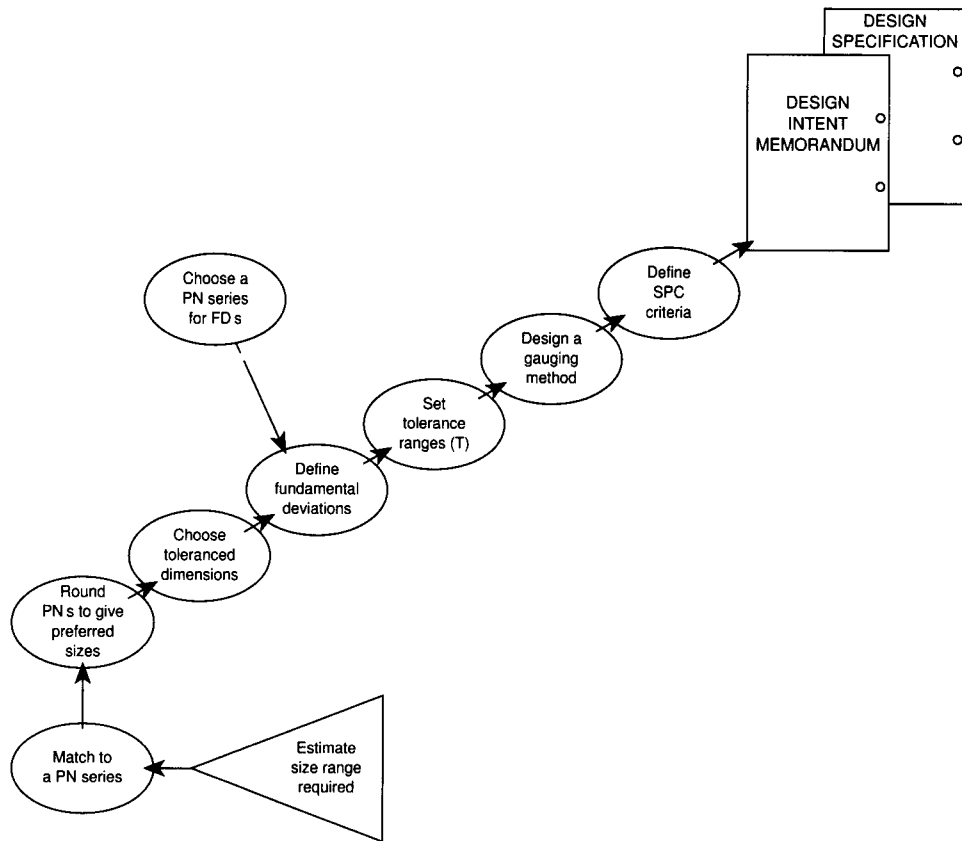 DESIGN
SPECIFICATION
DESIGN
INTENT
MEMORANDUM
Define
SPC
criteria
Choose a
PN series
for FD s
Design a
gauging
method
Set
tolerance
ranges (T)
Define
fundamental
deviations
Choose
toleranced
dimensions
Round
PN s to give
preferred
sizes
Match to
a PN series
Estimate
size range
required